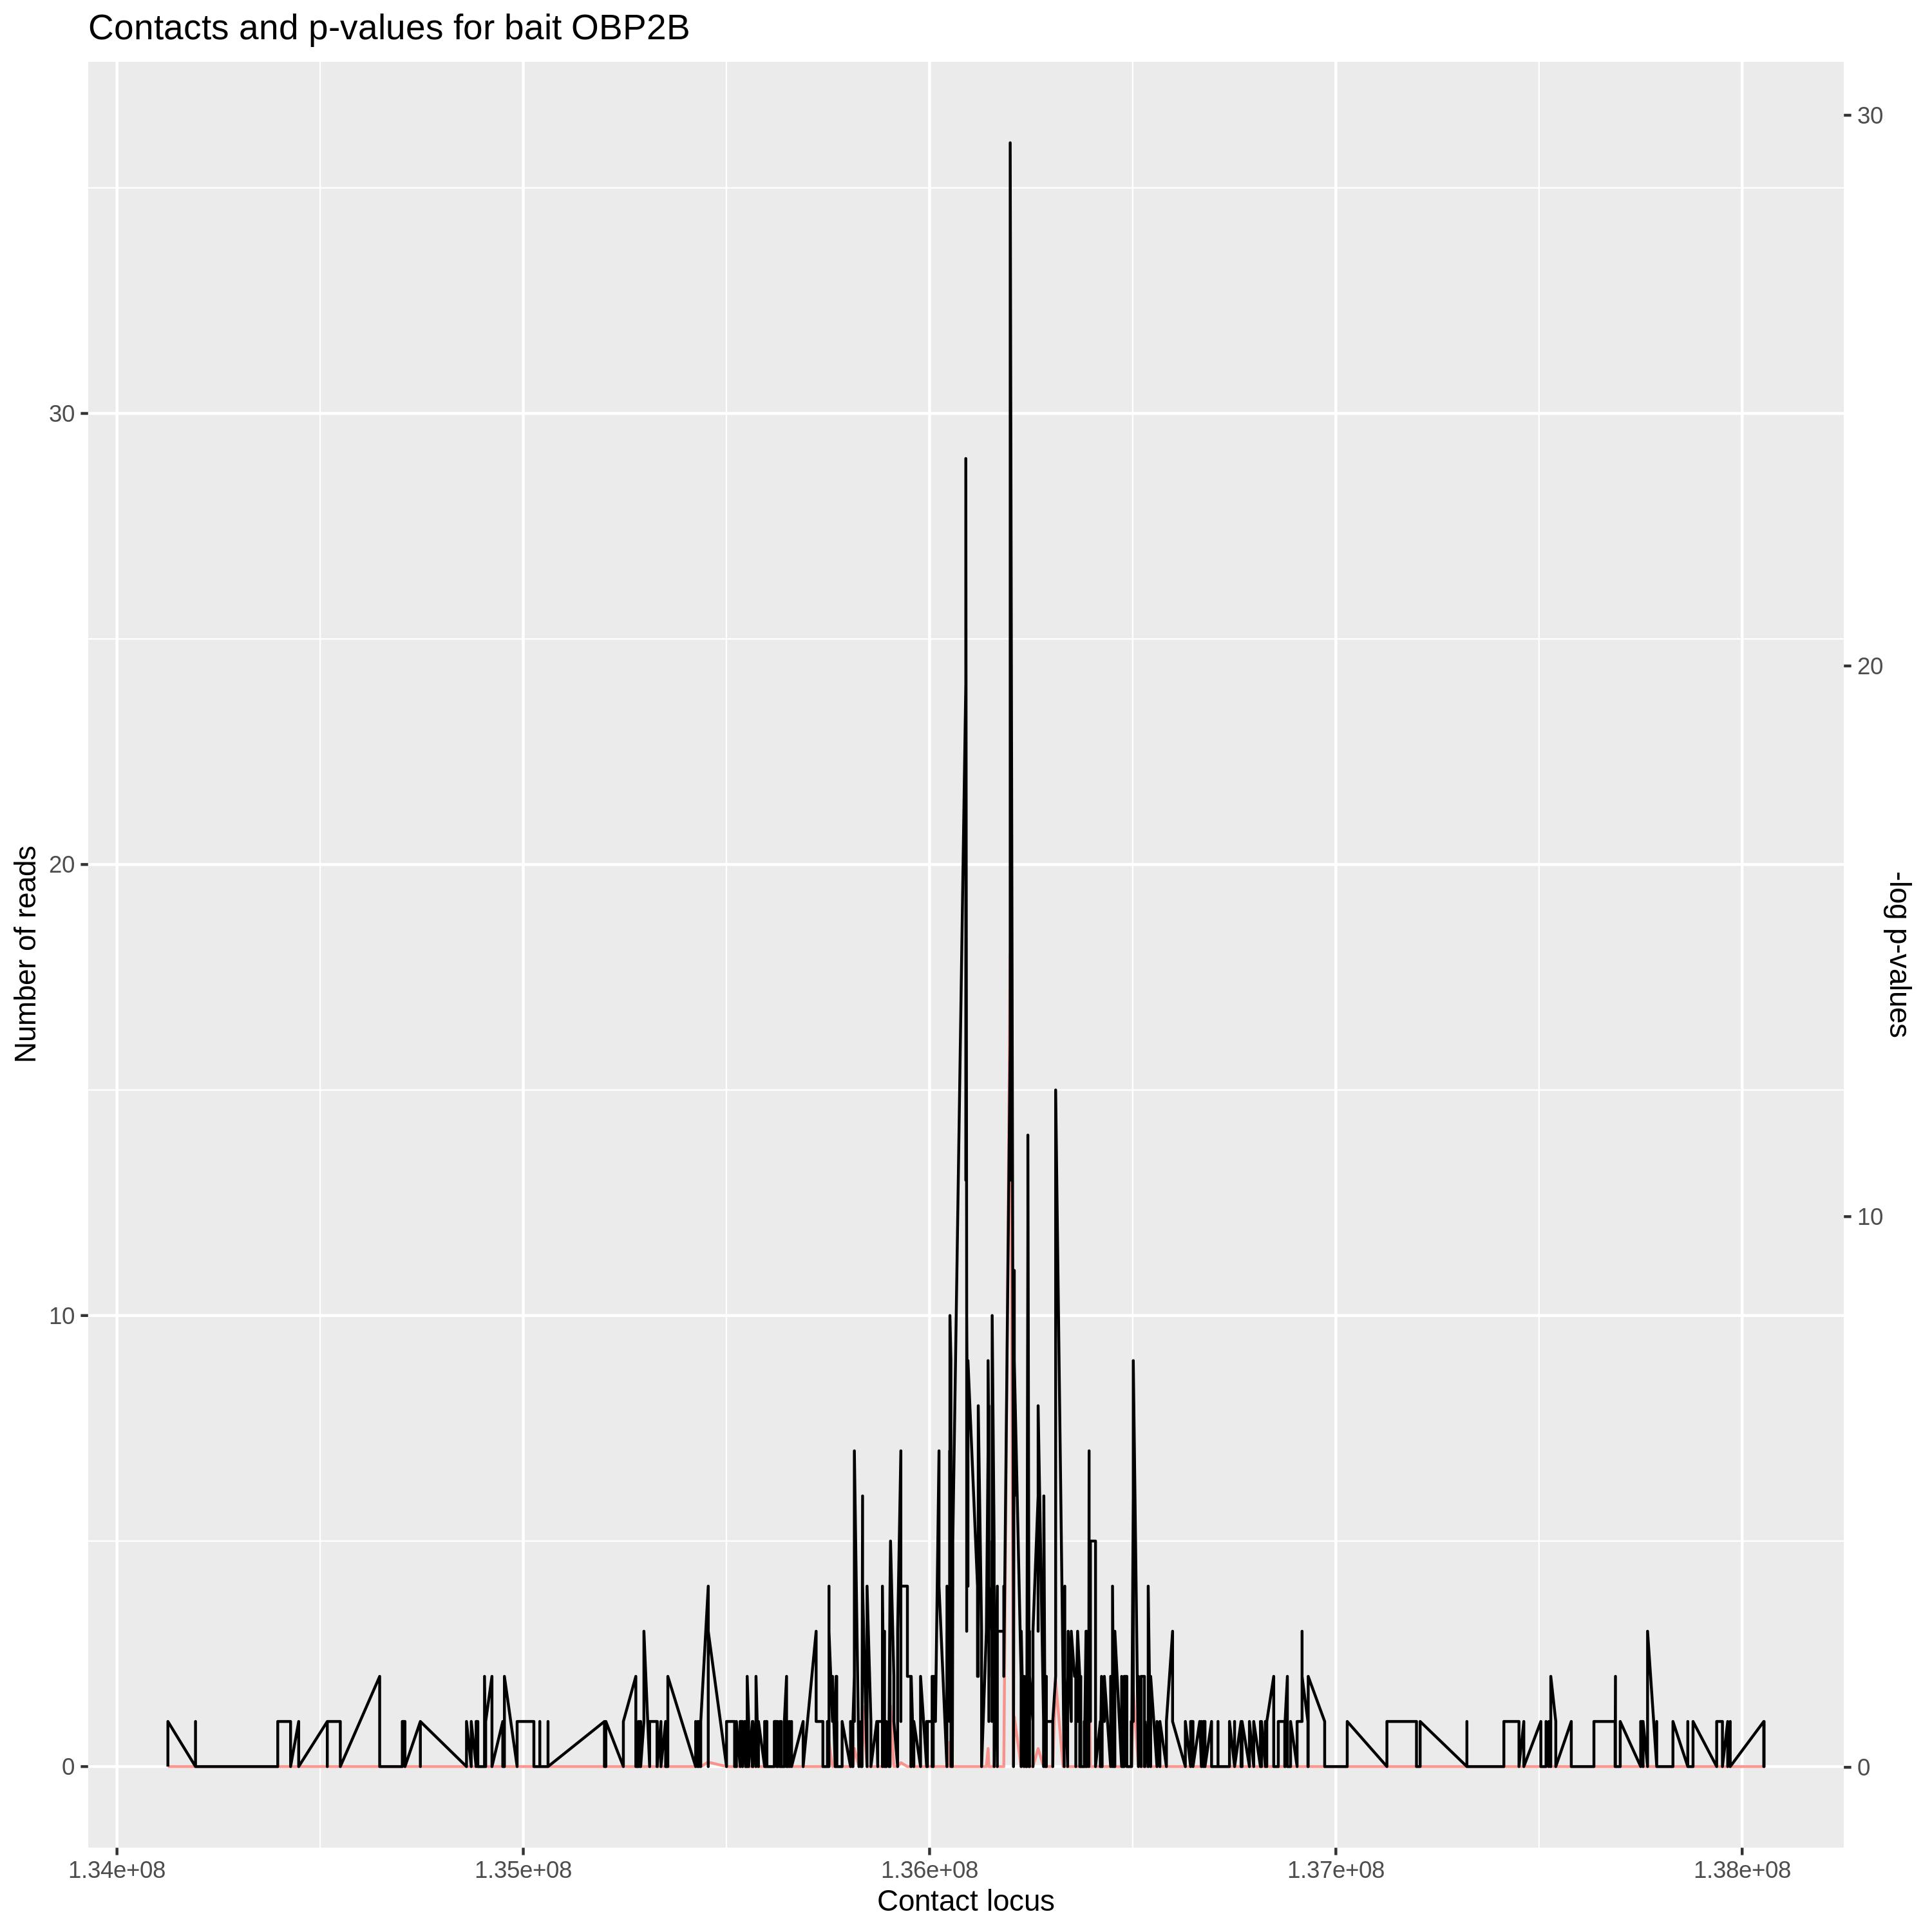 Contacts and p-values for bait OBP2B
30
20
10
0
Number of reads
30
20
10
0
-log p-values
1.34e+08 1.35e+08 1.36e+08 1.37e+08 1.38e+08
Contact locus